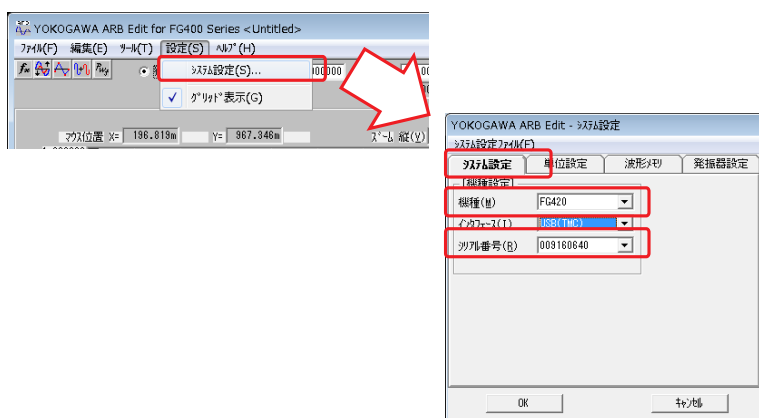 YOKOGAWA ARB Edit for FG400 Series <Untitled>
ﾌｧｲﾙ(F) 編集(E) ﾂｰﾙ(T) 設定(S) ﾍﾙﾌﾟ(H)
ｼｽﾃﾑ設定(S)...
ｸﾞﾘｯﾄﾞ表示(G)
ﾏｳｽ位置 X= 196.819m Y= 967.346m ｽﾞｰﾑ 縦(V)
YOKOGAWA ARB Edit - ｼｽﾃﾑ設定
ｼｽﾃﾑ設定ﾌｧｲﾙ(F)
ｼｽﾃﾑ設定 単位設定 波形ﾒﾓﾘ 発振器設定
[機種設定]
機種(M) FG420
ｲﾝﾀﾌｪｰｽ(I) USB(TMC)
ｼﾘｱﾙ番号(R) 009160640
OK ｷｬﾝｾﾙ